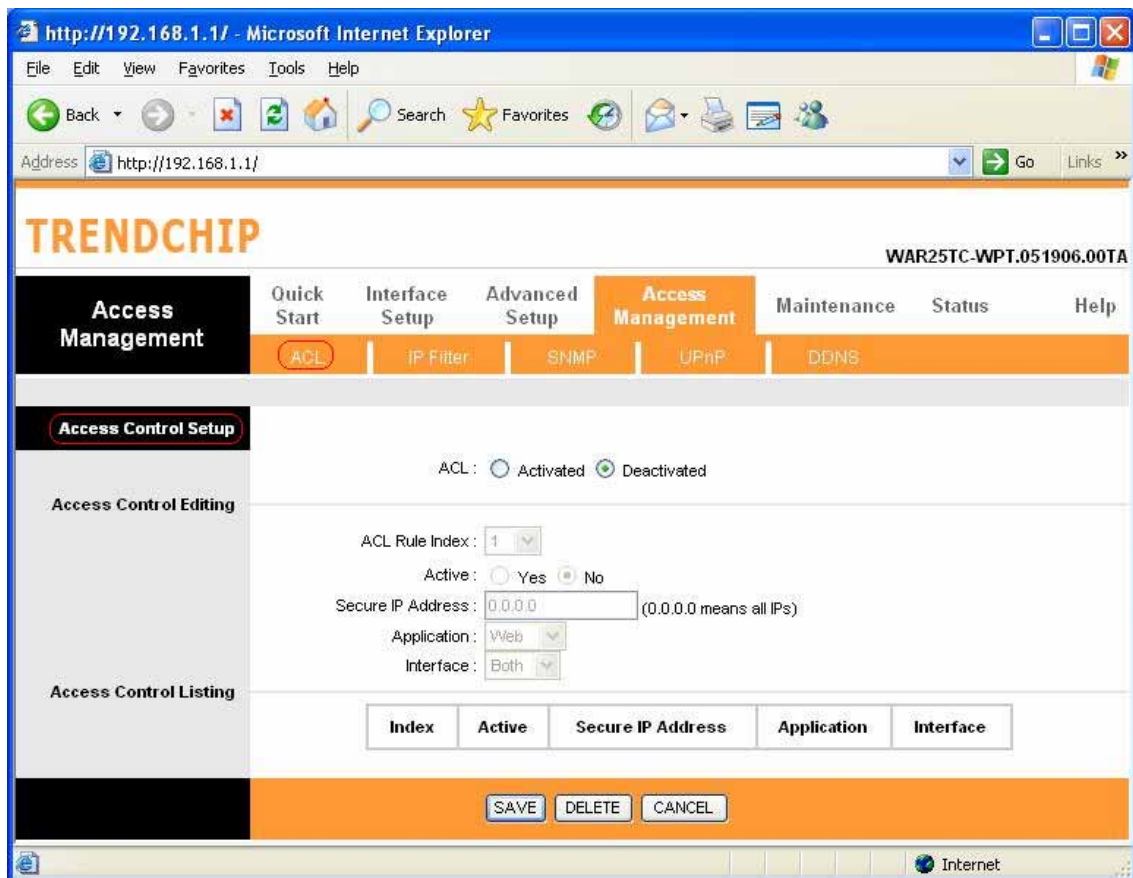 http://192.168.1.1/ - Microsoft Internet Explorer
File Edit View Favorites Tools Help
Back Search Favorites
Address http://192.168.1.1/ Go Links »
TRENDCHIP
WAR25TC-WPT.051906.00TA
Access Management
Quick Start Interface Setup Advanced Setup Access Management Maintenance Status Help
ACL IP Filter SNMP UPnP DDNS
Access Control Setup
ACL : Activated Deactivated
Access Control Editing
ACL Rule Index : 1
Active : Yes No
Secure IP Address : 0.0.0.0 (0.0.0.0 means all IPs)
Application : Web
Interface : Both
Access Control Listing
Index Active Secure IP Address Application Interface
SAVE DELETE CANCEL
Internet